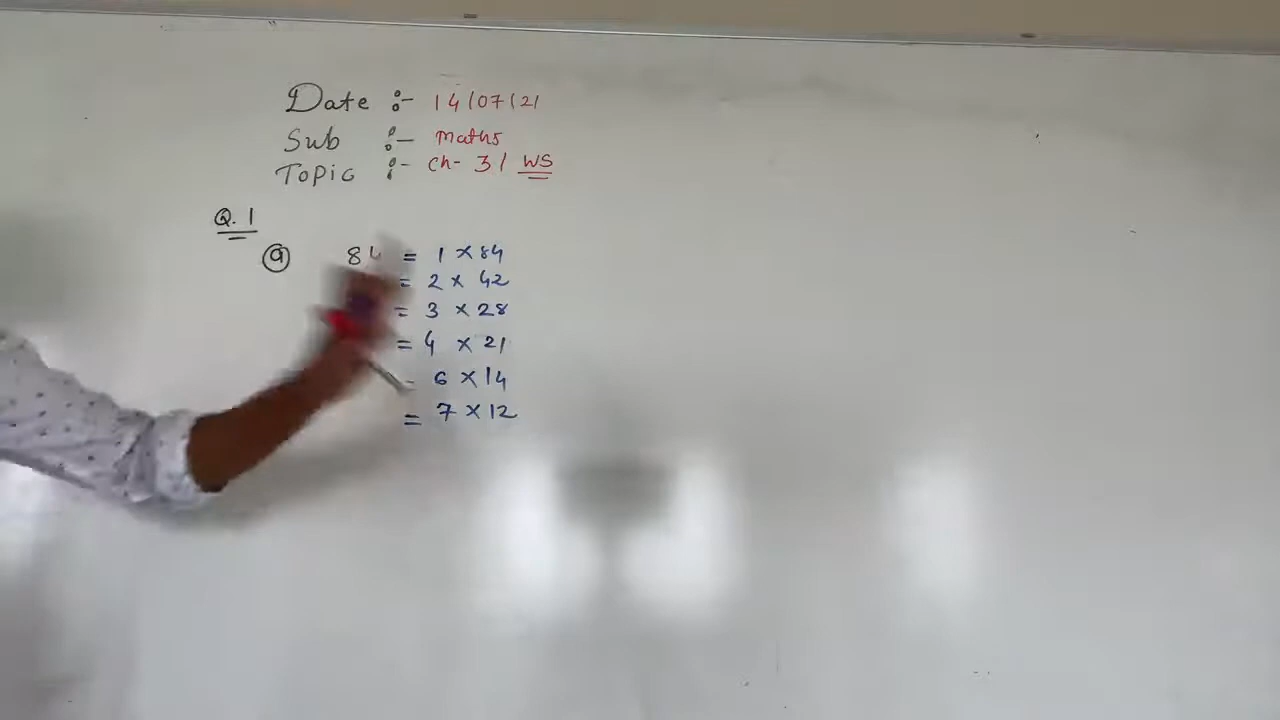 Date :- 14/07/21
Sub :- maths
Topic :- Ch- 3 / WS
Q.1
a 84 = 1 × 84
= 2 × 42
= 3 × 28
= 4 × 21
= 6 × 14
= 7 × 12